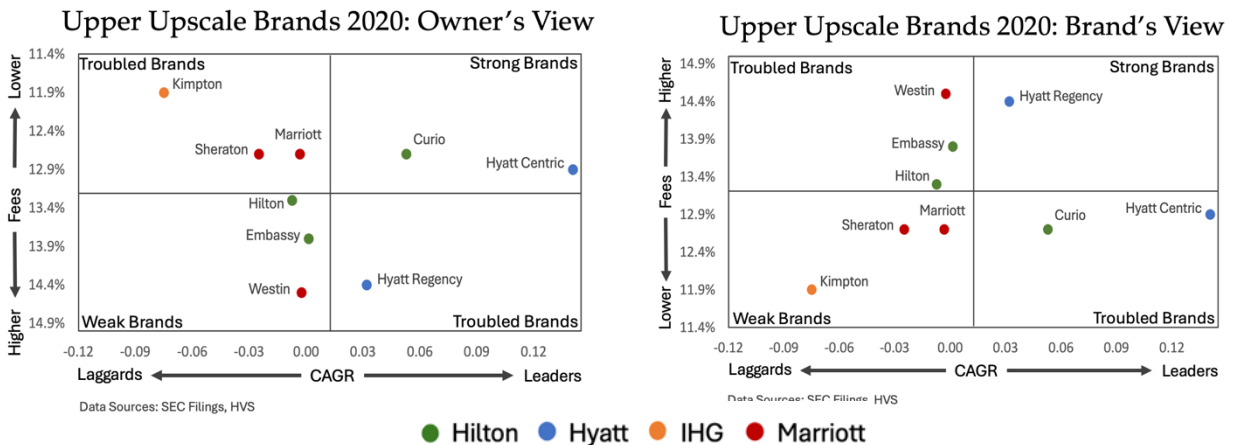 Upper Upscale Brands 2020: Owner's View
Lower
Fees
Higher
11.4%
11.9%
12.4%
12.9%
13.4%
13.9%
14.4%
14.9%
Troubled Brands
Strong Brands
Kimpton
Sheraton
Marriott
Curio
Hyatt Centric
Hilton
Embassy
Westin
Hyatt Regency
Weak Brands
Troubled Brands
-0.12 -0.09 -0.06 -0.03 0.00 0.03 0.06 0.09 0.12
Laggards CAGR Leaders
Data Sources: SEC Filings, HVS
Upper Upscale Brands 2020: Brand's View
Higher
Fees
Lower
14.9%
14.4%
13.9%
13.4%
12.9%
12.4%
11.9%
11.4%
Troubled Brands
Strong Brands
Westin
Hyatt Regency
Embassy
Hilton
Sheraton
Marriott
Curio
Hyatt Centric
Kimpton
Weak Brands
Troubled Brands
-0.12 -0.09 -0.06 -0.03 0.00 0.03 0.06 0.09 0.12
Laggards CAGR Leaders
Data Sources: SEC Filings, HVS
Hilton Hyatt IHG Marriott